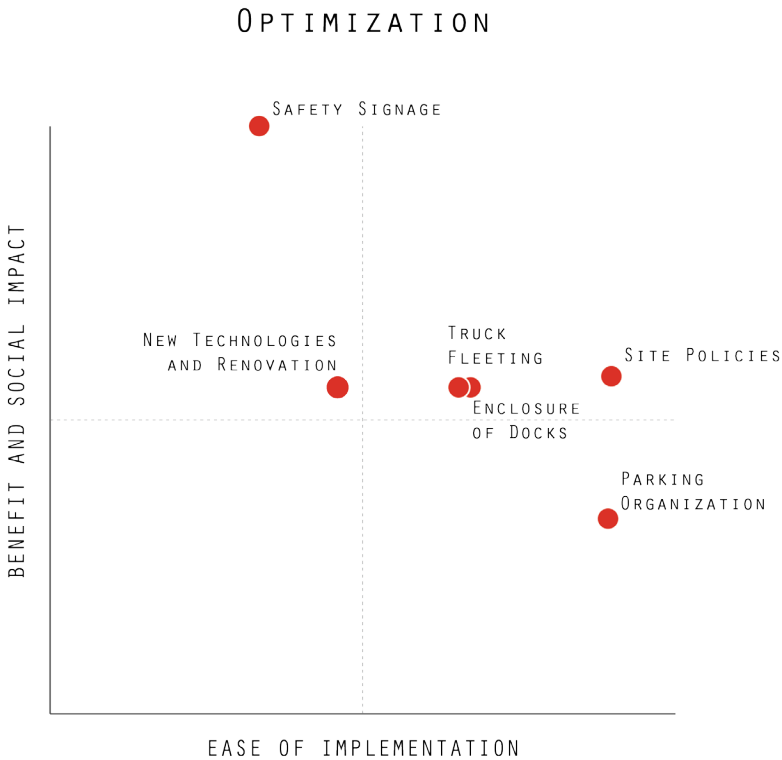 Optimization
Safety Signage
New Technologies
and Renovation
Truck
Fleeting
Site Policies
Enclosure
of Docks
Parking
Organization
BENEFIT AND SOCIAL IMPACT
EASE OF IMPLEMENTATION